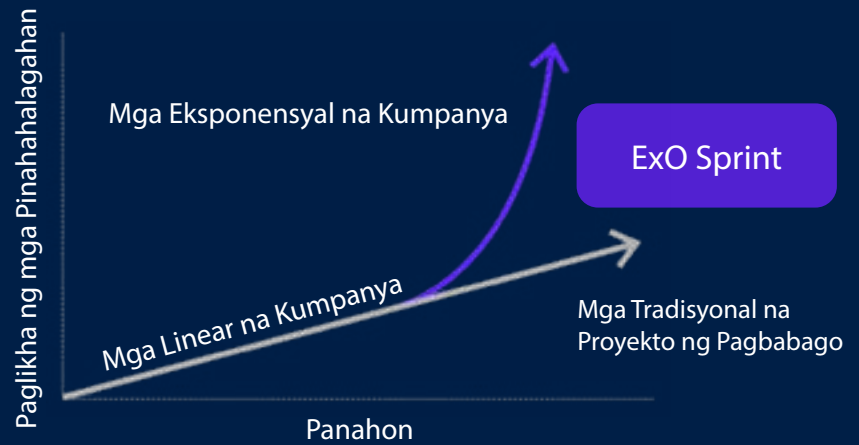 Paglikha ng mga Pinahahalagahan
Mga Eksponensyal na Kumpanya
ExO Sprint
Mga Linear na Kumpanya
Mga Tradisyonal na
Proyekto ng Pagbabago
Panahon